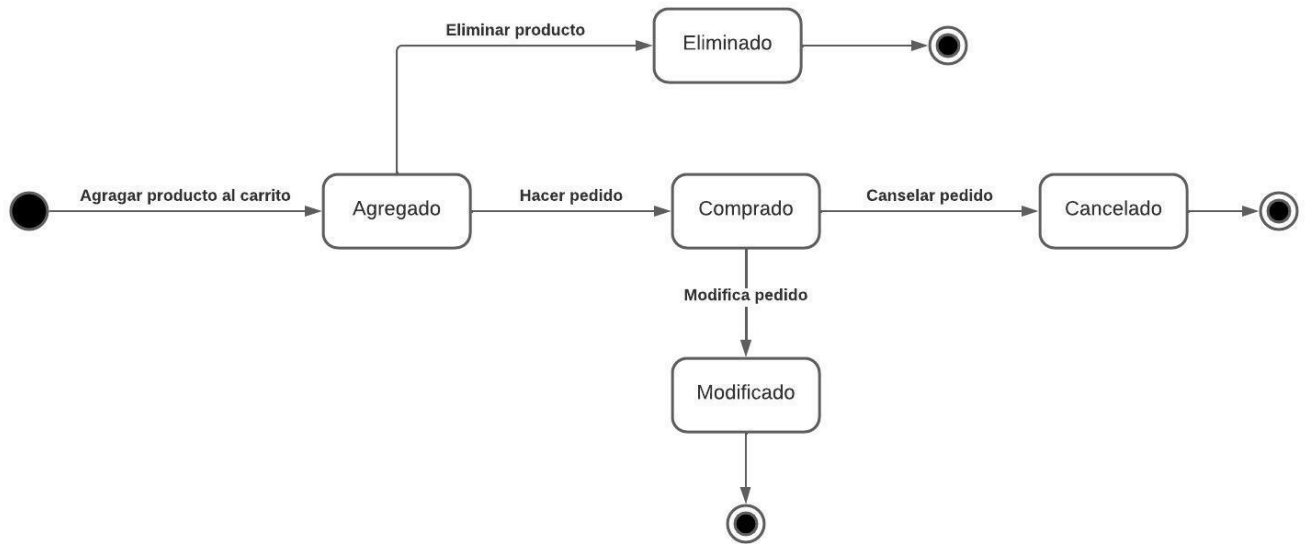 Eliminar producto
Eliminado
Agragar producto al carrito
Agregado
Hacer pedido
Comprado
Canselar pedido
Cancelado
Modifica pedido
Modificado